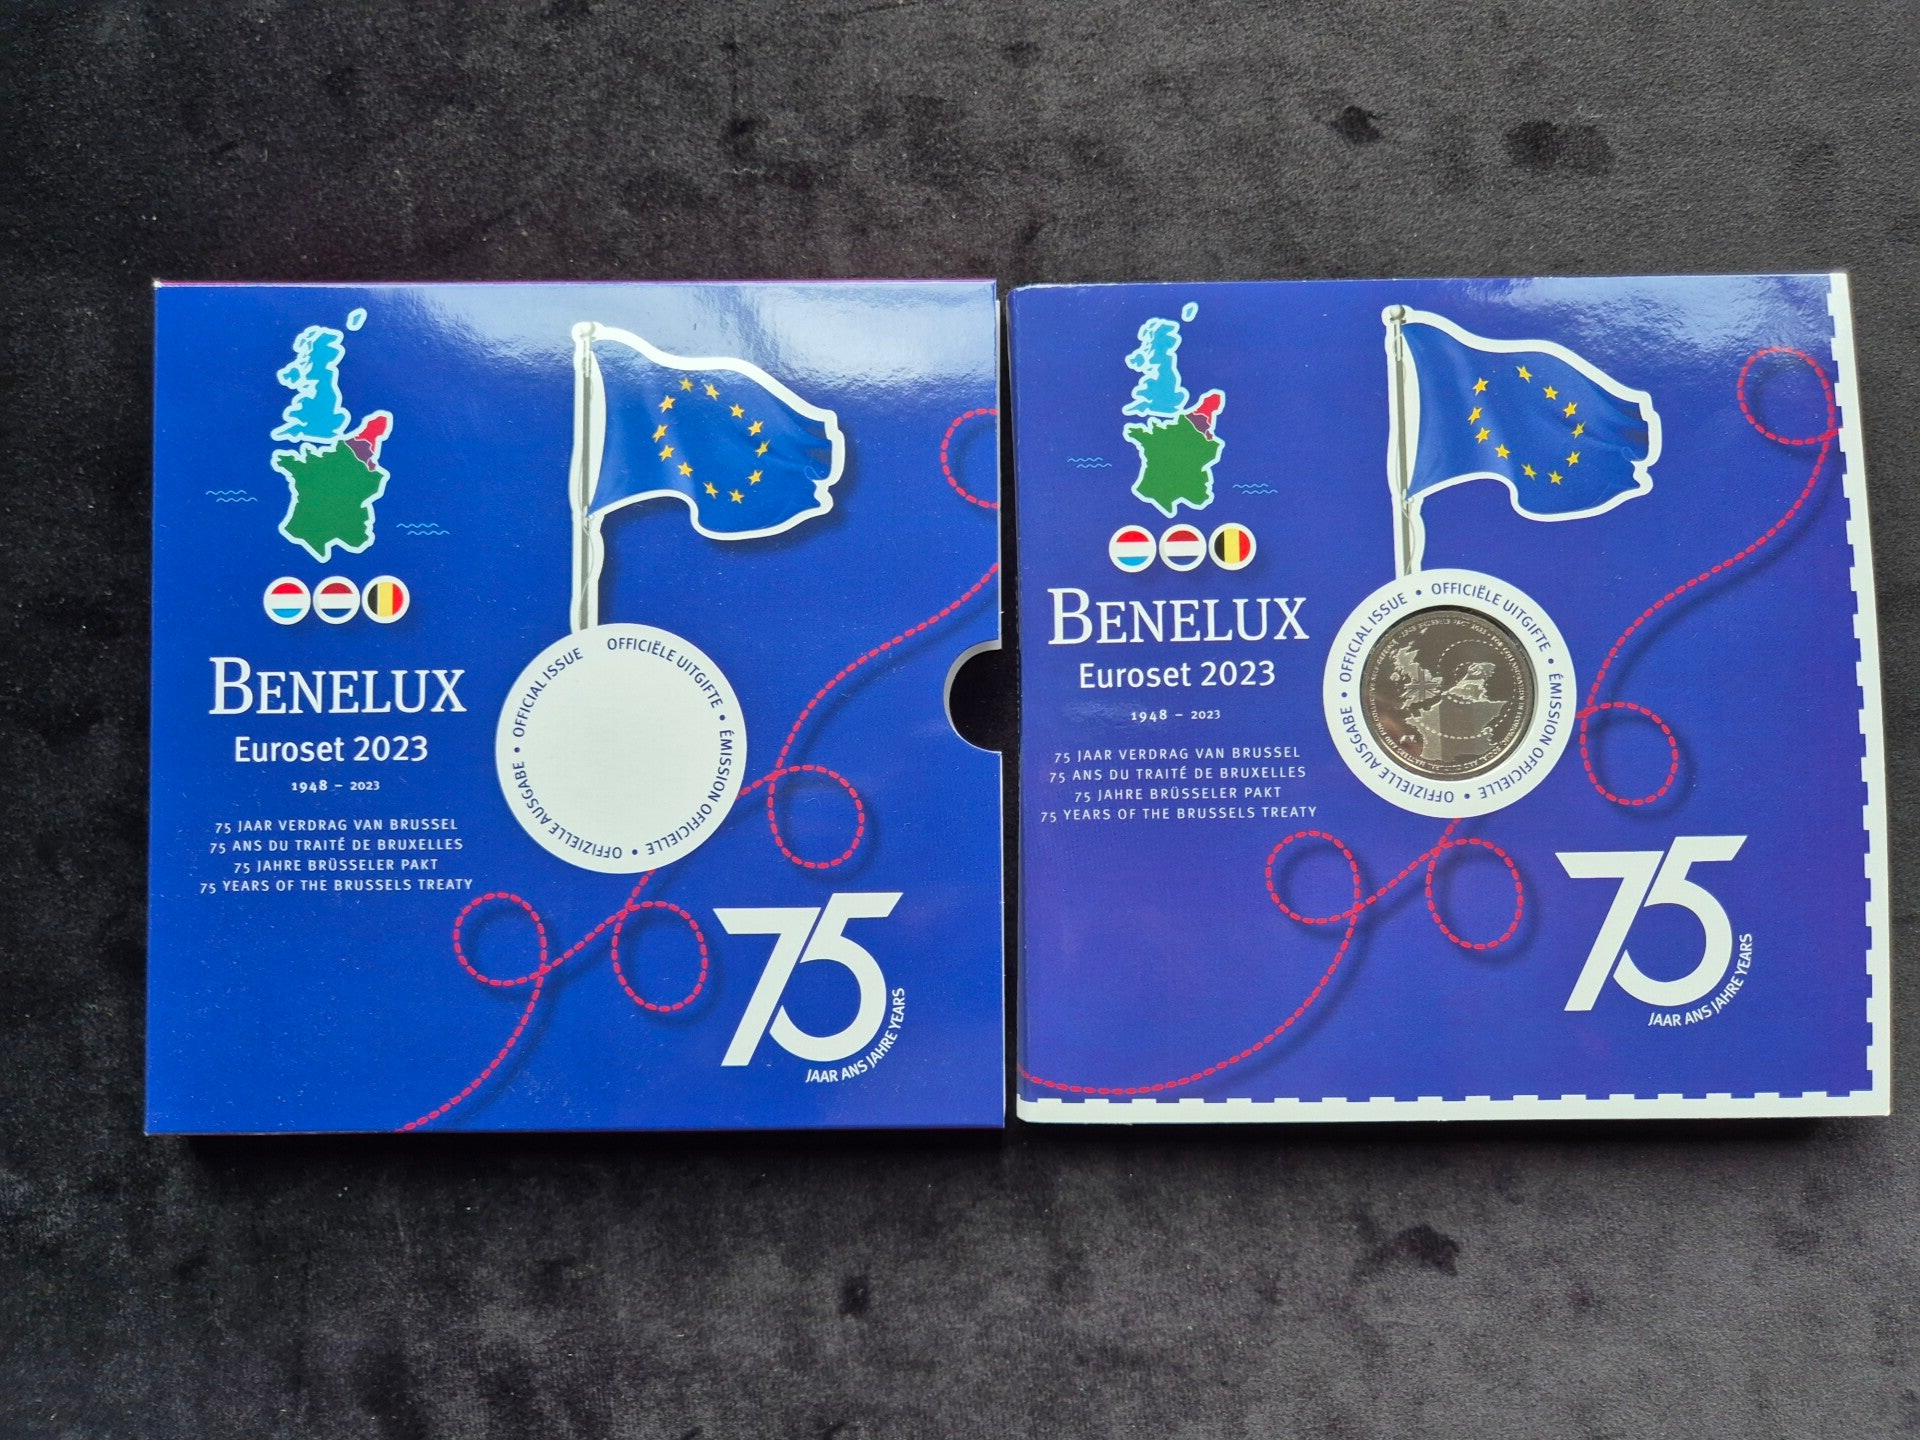 BENELUX
Euroset 2023
1948 – 2023
75 JAAR VERDRAG VAN BRUSSEL
75 ANS DU TRAITÉ DE BRUXELLES
75 JAHRE BRÜSSELER PAKT
75 YEARS OF THE BRUSSELS TREATY
OFFICIAL ISSUE OFFICIËLE UITGIFTE • ÉMISSION OFFICIELLE • OFFIZIELLE AUSGABE •
75
JAAR ANS JAHRE YEARS
BENELUX
Euroset 2023
1948 – 2023
75 JAAR VERDRAG VAN BRUSSEL
75 ANS DU TRAITÉ DE BRUXELLES
75 JAHRE BRÜSSELER PAKT
75 YEARS OF THE BRUSSELS TREATY
OFFICIAL ISSUE • OFFICIËLE UITGIFTE • ÉMISSION OFFICIELLE • OFFIZIELLE AUSGABE •
75
JAAR ANS JAHRE YEARS